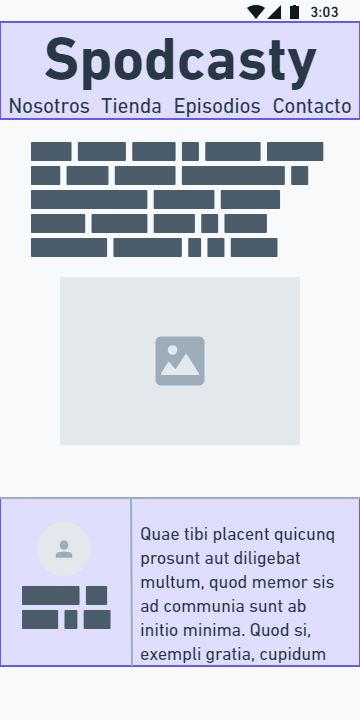 3:03
Spodcasty
Nosotros Tienda Episodios Contacto
Quae tibi placent quicunq
prosunt aut diligebat
multum, quod memor sis
ad communia sunt ab
initio minima. Quod si,
exempli gratia, cupidum